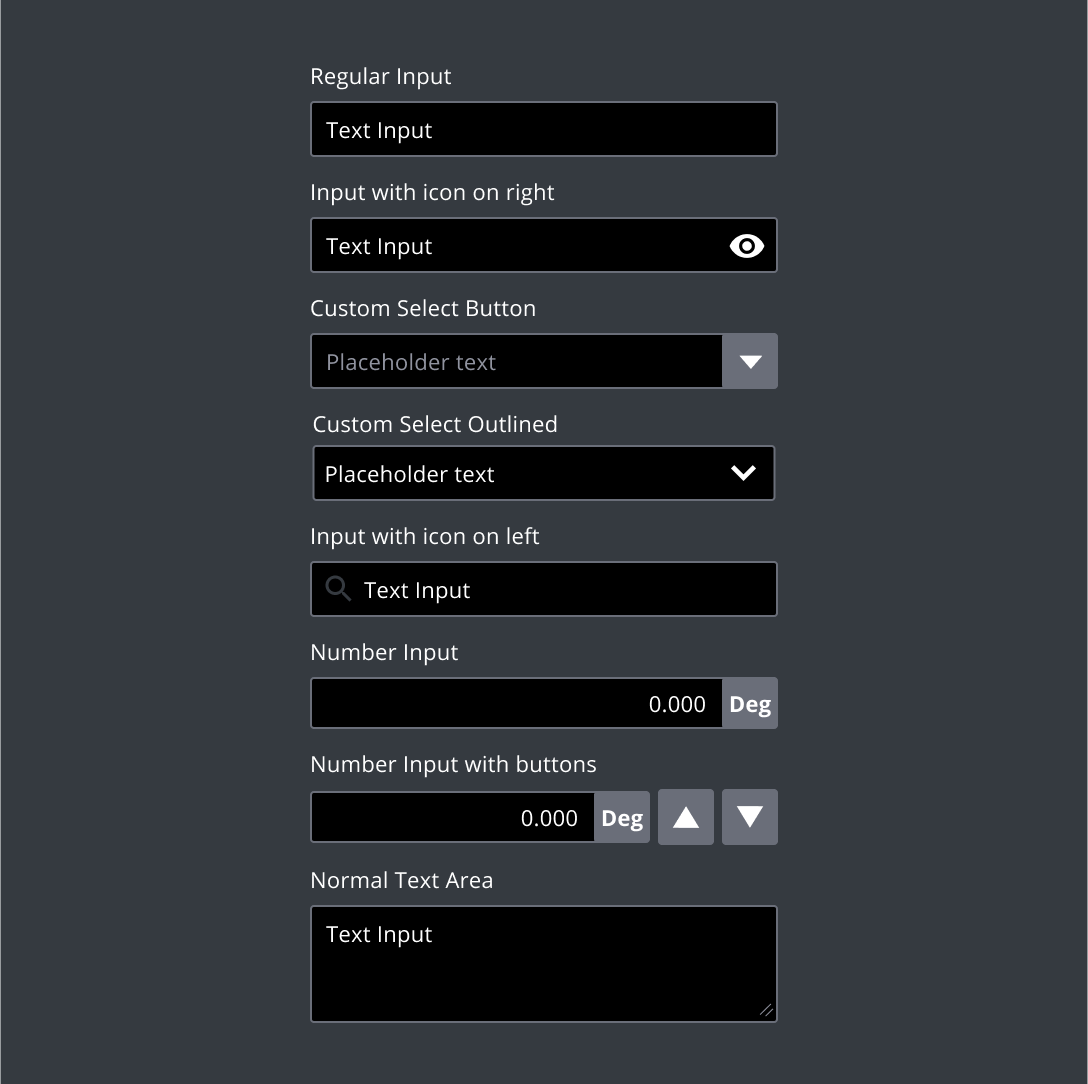 Regular Input
Text Input
Input with icon on right
Text Input
Custom Select Button
Placeholder text
Custom Select Outlined
Placeholder text
Input with icon on left
Text Input
Number Input
0.000 Deg
Number Input with buttons
0.000 Deg
Normal Text Area
Text Input